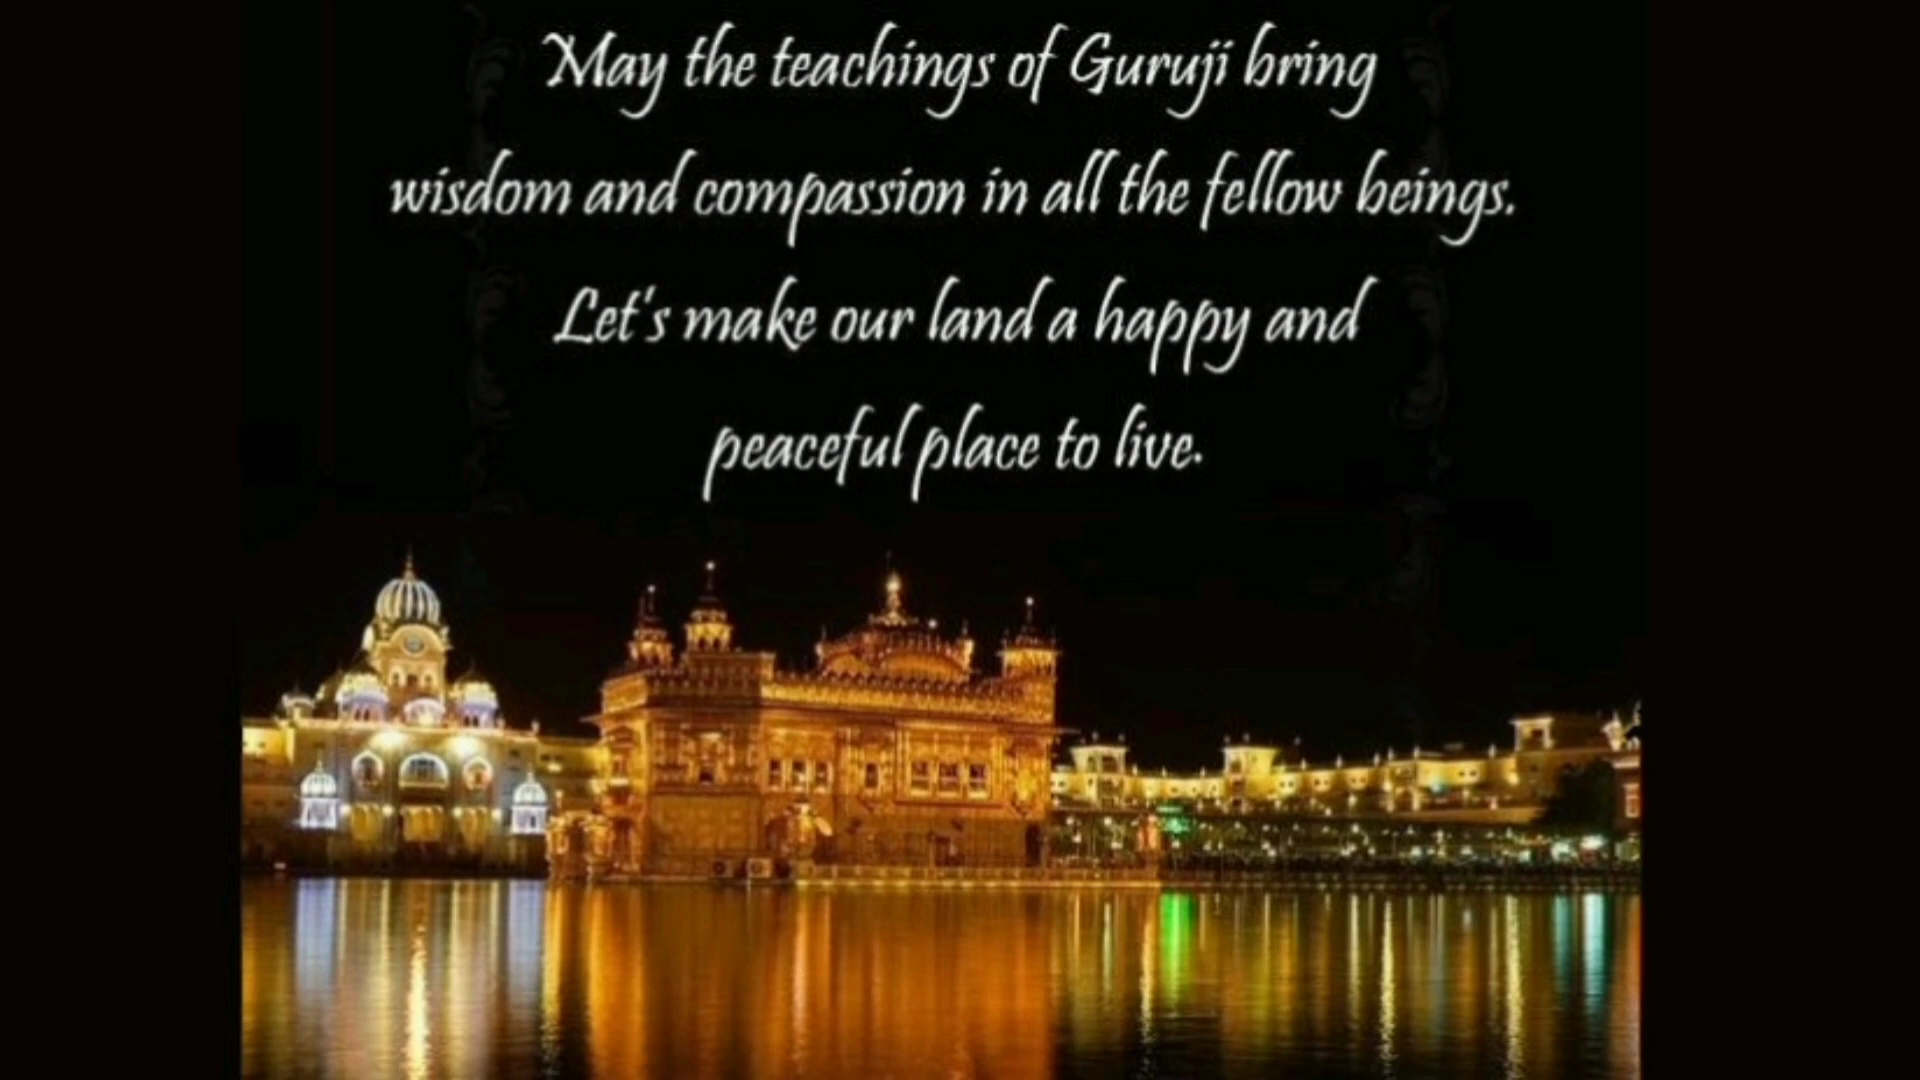 May the teachings of Guruji bring
wisdom and compassion in all the fellow beings.
Let's make our land a happy and
peaceful place to live.